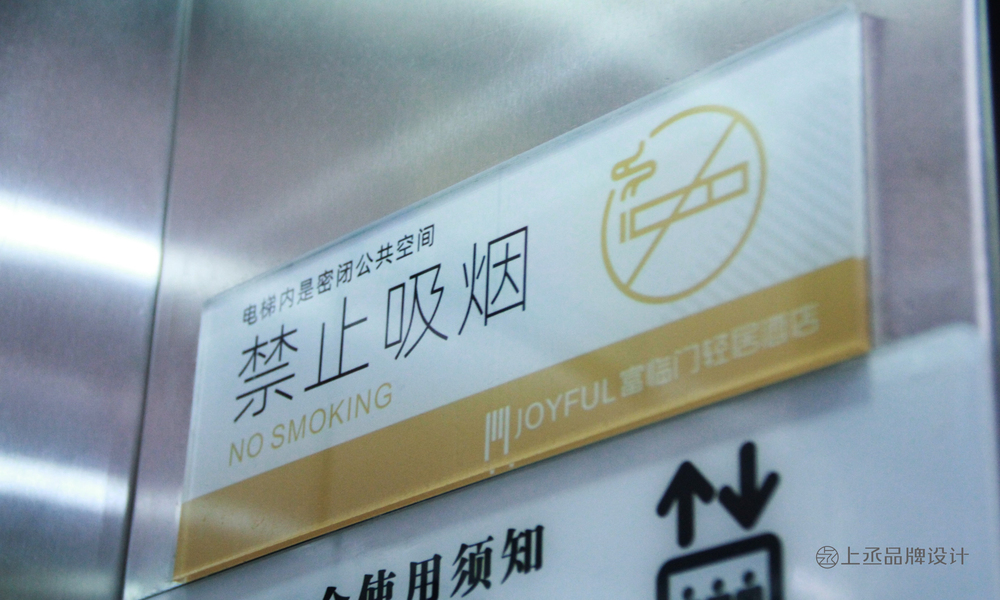 电梯内是密闭公共空间
禁止吸烟
NO SMOKING
JOYFUL 富临门轻居酒店
使用须知
上丞品牌设计